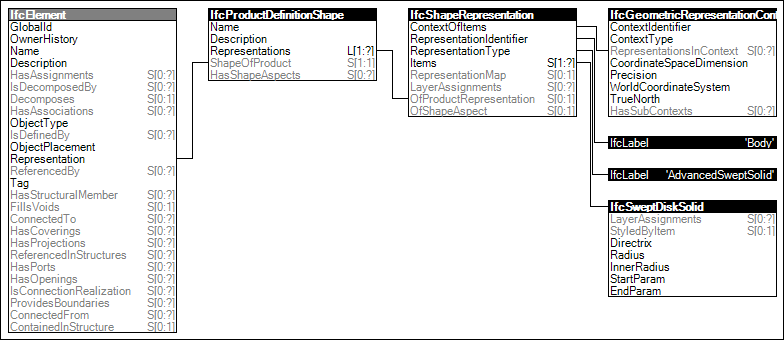 IfcElement
GlobalId
OwnerHistory
Name
Description
HasAssignments S[0:?]
IsDecomposedBy S[0:?]
Decomposes S[0:1]
HasAssociations S[0:?]
ObjectType
IsDefinedBy S[0:?]
ObjectPlacement
Representation
ReferencedBy S[0:?]
Tag
HasStructuralMember S[0:?]
FillsVoids S[0:1]
ConnectedTo S[0:?]
HasCoverings S[0:?]
HasProjections S[0:?]
ReferencedInStructures S[0:?]
HasPorts S[0:?]
HasOpenings S[0:?]
IsConnectionRealization S[0:?]
ProvidesBoundaries S[0:?]
ConnectedFrom S[0:?]
ContainedInStructure S[0:1]
IfcProductDefinitionShape
Name
Description
Representations L[1:?]
ShapeOfProduct S[1:1]
HasShapeAspects S[0:?]
IfcShapeRepresentation
ContextOfItems
RepresentationIdentifier
RepresentationType
Items S[1:?]
RepresentationMap S[0:1]
LayerAssignments S[0:?]
OfProductRepresentation S[0:1]
OfShapeAspect S[0:1]
IfcGeometricRepresentationCon
ContextIdentifier
ContextType
RepresentationsInContext S[0:?]
CoordinateSpaceDimension
Precision
WorldCoordinateSystem
TrueNorth
HasSubContexts S[0:?]
IfcLabel 'Body'
IfcLabel 'AdvancedSweptSolid'
IfcSweptDiskSolid
LayerAssignments S[0:?]
StyledByItem S[0:1]
Directrix
Radius
InnerRadius
StartParam
EndParam